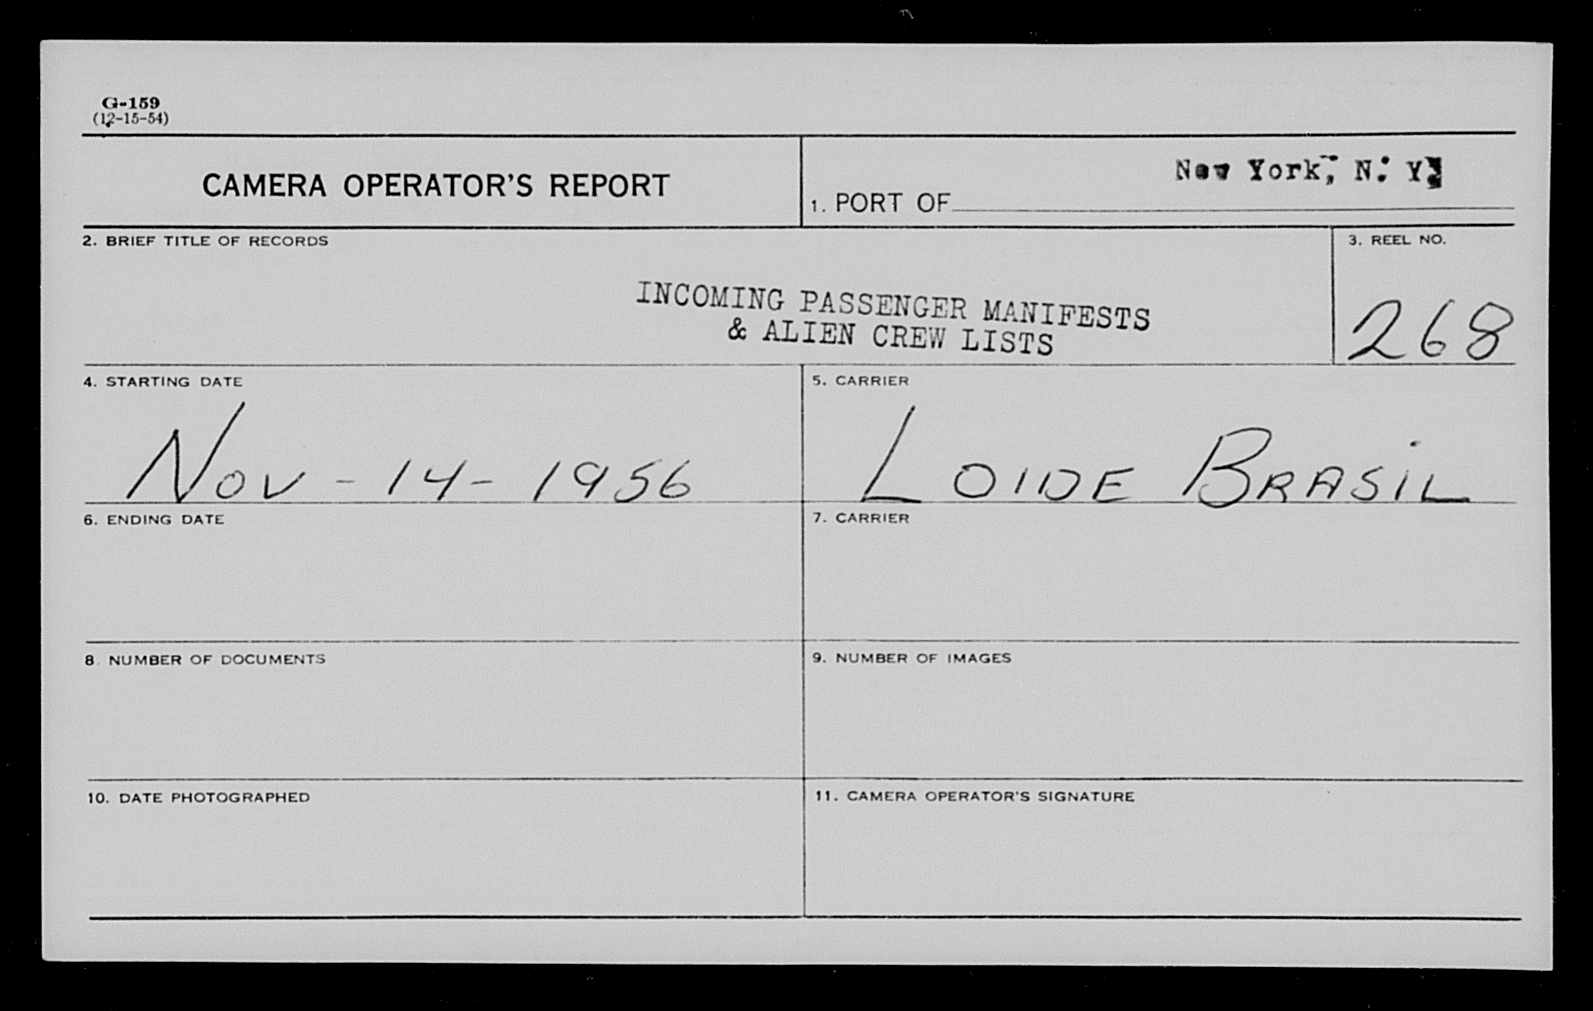 G-159
(12-15-54)
CAMERA OPERATOR'S REPORT
1. PORT OF New York, N. Y.
2. BRIEF TITLE OF RECORDS
INCOMING PASSENGER MANIFESTS
& ALIEN CREW LISTS
3. REEL NO.
268
4. STARTING DATE
Nov - 14 - 1956
5. CARRIER
LOIDE BRASIL
6. ENDING DATE
7. CARRIER
8. NUMBER OF DOCUMENTS
9. NUMBER OF IMAGES
10. DATE PHOTOGRAPHED
11. CAMERA OPERATOR'S SIGNATURE